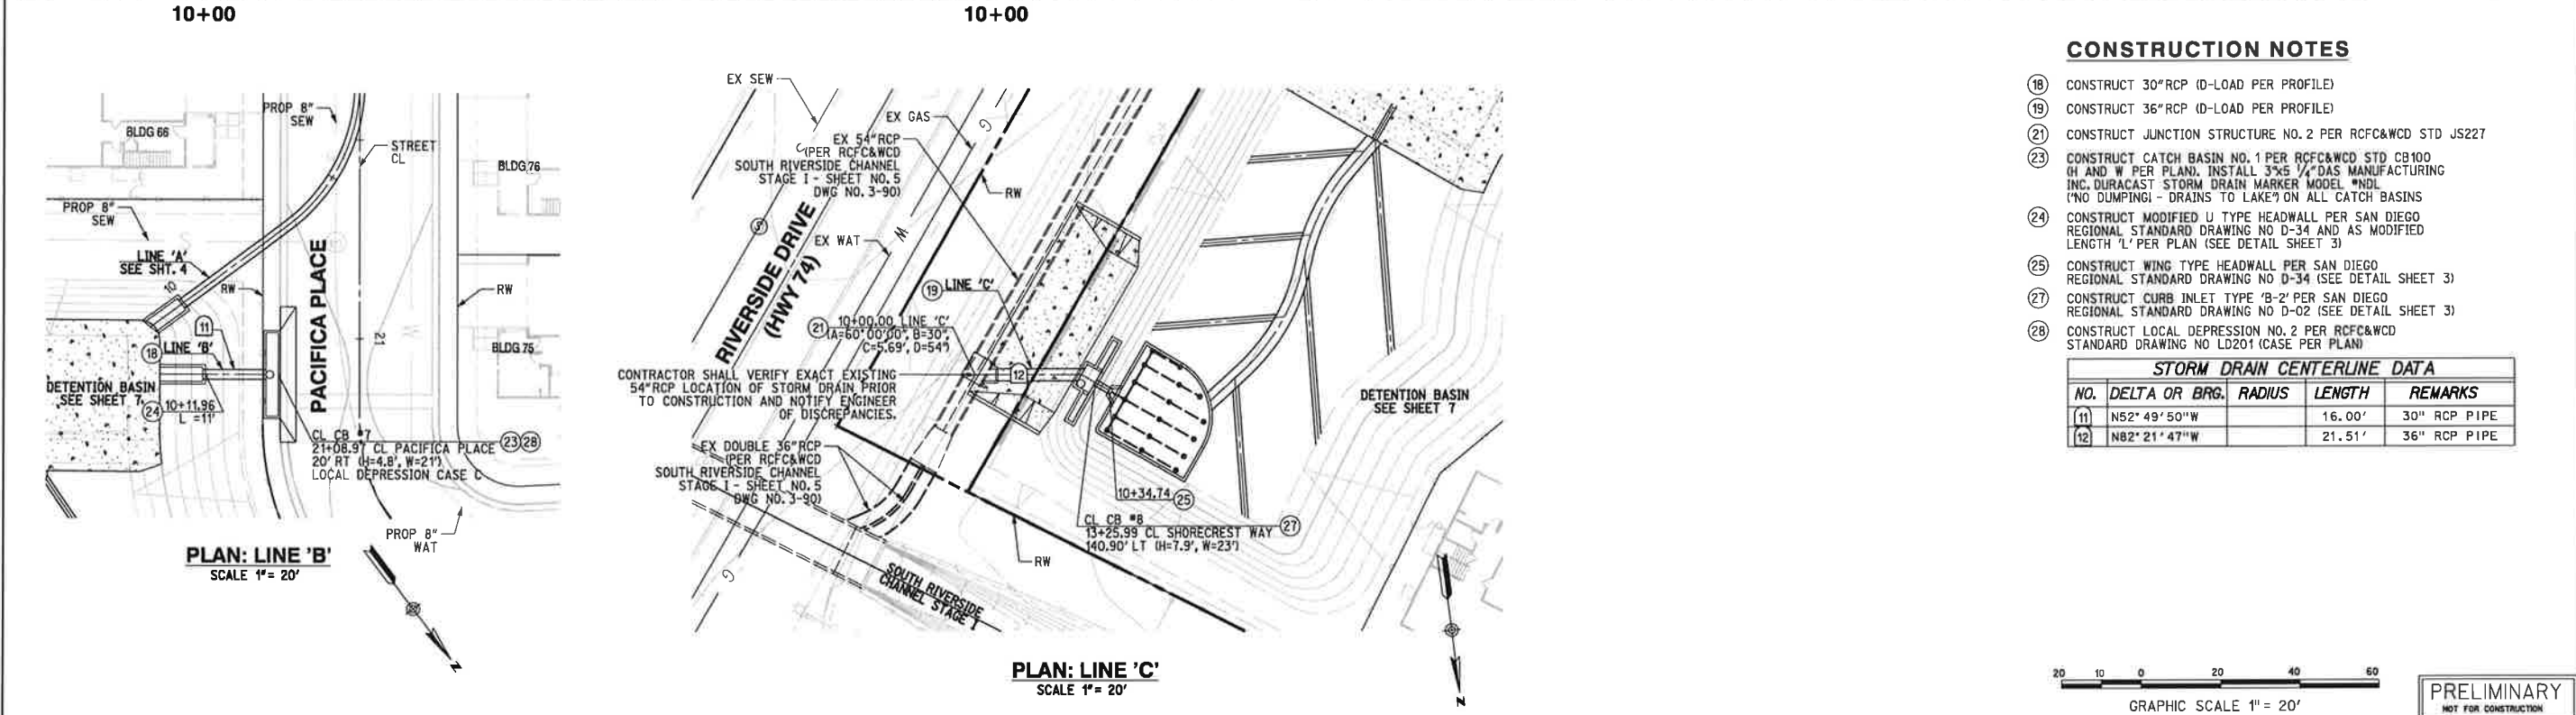 10+00
10+00
PROP 8"
SEW
BLDG 66
STREET
CL
BLDG 76
PROP 8"
SEW
LINE 'A'
SEE SHT. 4
10
RW
PACIFICA PLACE
RW
11
18
LINE 'B'
21
BLDG 75
DETENTION BASIN
SEE SHEET 7
24
10+11.96
L =11'
CL CB #7
21+08.97 CL PACIFICA PLACE
23 28
20' RT (H=4.8', W=21')
LOCAL DEPRESSION CASE C
PROP 8"
WAT
PLAN: LINE 'B'
SCALE 1"= 20'
Z
EX SEW
EX GAS
G
EX 54"RCP
(PER RCFC&WCD
SOUTH RIVERSIDE CHANNEL
STAGE I - SHEET NO. 5
DWG NO. 3-90)
RW
S
W
EX WAT
RIVERSIDE DRIVE
(HWY 74)
19 LINE 'C'
21
10+00.00 LINE 'C'
(A=60°00'00", B=30",
C=5.69', D=54")
12
CONTRACTOR SHALL VERIFY EXACT EXISTING
54"RCP LOCATION OF STORM DRAIN PRIOR
TO CONSTRUCTION AND NOTIFY ENGINEER
OF DISCREPANCIES.
EX DOUBLE 36"RCP
(PER RCFC&WCD
SOUTH RIVERSIDE CHANNEL
STAGE I - SHEET NO. 5
DWG NO. 3-90)
10+34.74 25
CL CB #8
13+25.99 CL SHORECREST WAY
27
140.90' LT (H=7.9', W=23')
RW
G
SOUTH RIVERSIDE
CHANNEL STAGE I
DETENTION BASIN
SEE SHEET 7
PLAN: LINE 'C'
SCALE 1"= 20'
Z
CONSTRUCTION NOTES
18 CONSTRUCT 30"RCP (D-LOAD PER PROFILE)
19 CONSTRUCT 36"RCP (D-LOAD PER PROFILE)
21 CONSTRUCT JUNCTION STRUCTURE NO. 2 PER RCFC&WCD STD JS227
23 CONSTRUCT CATCH BASIN NO. 1 PER RCFC&WCD STD CB100
(H AND W PER PLAN). INSTALL 3"x5 1/4" DAS MANUFACTURING
INC. DURACAST STORM DRAIN MARKER MODEL #NDL
("NO DUMPING! - DRAINS TO LAKE") ON ALL CATCH BASINS
24 CONSTRUCT MODIFIED U TYPE HEADWALL PER SAN DIEGO
REGIONAL STANDARD DRAWING NO D-34 AND AS MODIFIED
LENGTH 'L' PER PLAN (SEE DETAIL SHEET 3)
25 CONSTRUCT WING TYPE HEADWALL PER SAN DIEGO
REGIONAL STANDARD DRAWING NO D-34 (SEE DETAIL SHEET 3)
27 CONSTRUCT CURB INLET TYPE 'B-2' PER SAN DIEGO
REGIONAL STANDARD DRAWING NO D-02 (SEE DETAIL SHEET 3)
28 CONSTRUCT LOCAL DEPRESSION NO. 2 PER RCFC&WCD
STANDARD DRAWING NO LD201 (CASE PER PLAN)
STORM DRAIN CENTERLINE DATA
NO. DELTA OR BRG. RADIUS LENGTH REMARKS
11 N52°49'50"W 16.00' 30" RCP PIPE
12 N82°21'47"W 21.51' 36" RCP PIPE
20 10 0 20 40 60
GRAPHIC SCALE 1"= 20'
PRELIMINARY
NOT FOR CONSTRUCTION